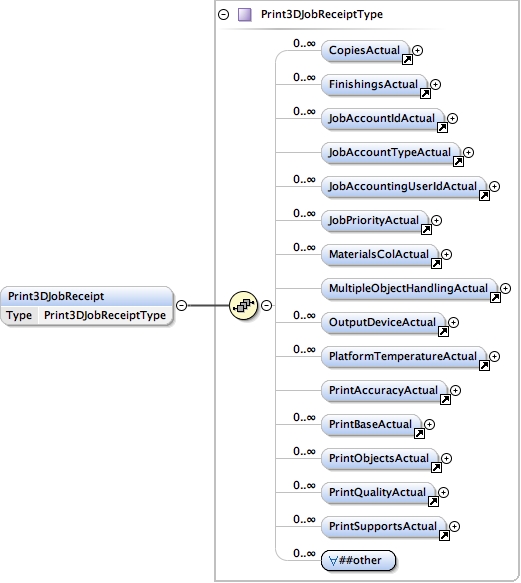 Print3DJobReceiptType
0..∞
CopiesActual
0..∞
FinishingsActual
0..∞
JobAccountIdActual
JobAccountTypeActual
0..∞
JobAccountingUserIdActual
0..∞
JobPriorityActual
0..∞
MaterialsColActual
MultipleObjectHandlingActual
0..∞
OutputDeviceActual
0..∞
PlatformTemperatureActual
PrintAccuracyActual
0..∞
PrintBaseActual
0..∞
PrintObjectsActual
0..∞
PrintQualityActual
0..∞
PrintSupportsActual
0..∞
∀##other
Print3DJobReceipt
Type Print3DJobReceiptType